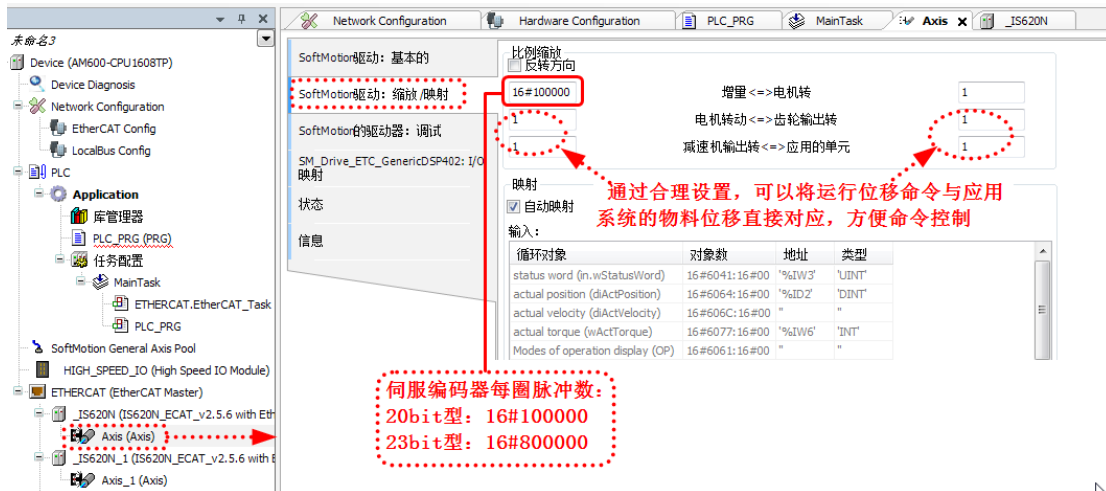 Network Configuration
Hardware Configuration
PLC_PRG
MainTask
Axis
_IS620N
未命名3
Device (AM600-CPU1608TP)
Device Diagnosis
Network Configuration
EtherCAT Config
LocalBus Config
PLC
Application
库管理器
PLC_PRG (PRG)
任务配置
MainTask
ETHERCAT.EtherCAT_Task
PLC_PRG
SoftMotion General Axis Pool
HIGH_SPEED_IO (High Speed IO Module)
ETHERCAT (EtherCAT Master)
_IS620N (IS620N_ECAT_v2.5.6 with Eth
Axis (Axis)
_IS620N_1 (IS620N_ECAT_v2.5.6 with E
Axis_1 (Axis)
SoftMotion驱动：基本的
SoftMotion驱动：缩放/映射
SoftMotion的驱动器：调试
SM_Drive_ETC_GenericDSP402: I/O
映射
状态
信息
比例缩放
反转方向
16#100000 增量<=>电机转 1
1 电机转动<=>齿轮输出转 1
1 减速机输出转<=>应用的单元 1
通过合理设置，可以将运行位移命令与应用
系统的物料位移直接对应，方便命令控制
映射
自动映射
输入：
循环对象 对象数 地址 类型
status word (in.wStatusWord) 16#6041:16#00 '%IW3' 'UINT'
actual position (diActPosition) 16#6064:16#00 '%ID2' 'DINT'
actual velocity (diActVelocity) 16#606C:16#00 '' ''
actual torque (wActTorque) 16#6077:16#00 '%IW6' 'INT'
Modes of operation display (OP) 16#6061:16#00 '' ''
伺服编码器每圈脉冲数：
20bit型：16#100000
23bit型：16#800000